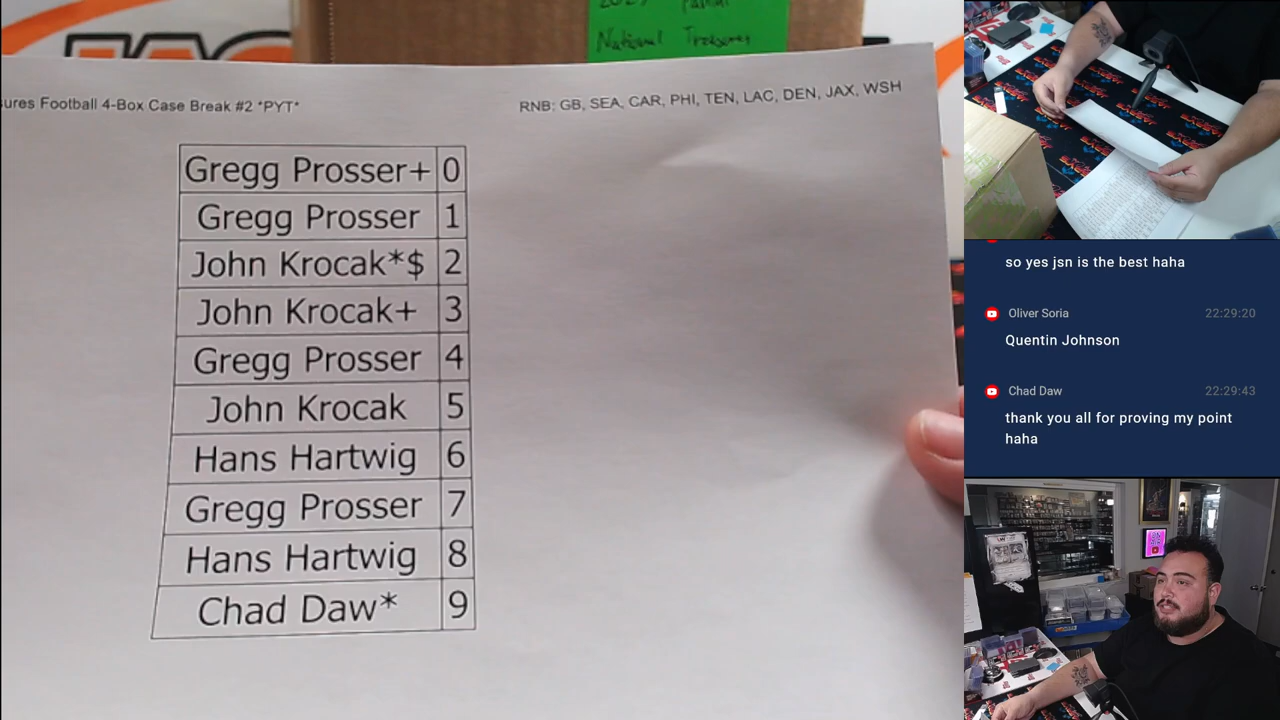 National Treasures
sures Football 4-Box Case Break #2 *PYT*
RNB: GB, SEA, CAR, PHI, TEN, LAC, DEN, JAX, WSH
Gregg Prosser+ 0
Gregg Prosser 1
John Krocak*$ 2
John Krocak+ 3
Gregg Prosser 4
John Krocak 5
Hans Hartwig 6
Gregg Prosser 7
Hans Hartwig 8
Chad Daw* 9
so yes jsn is the best haha
Oliver Soria 22:29:20
Quentin Johnson
Chad Daw 22:29:43
thank you all for proving my point
haha